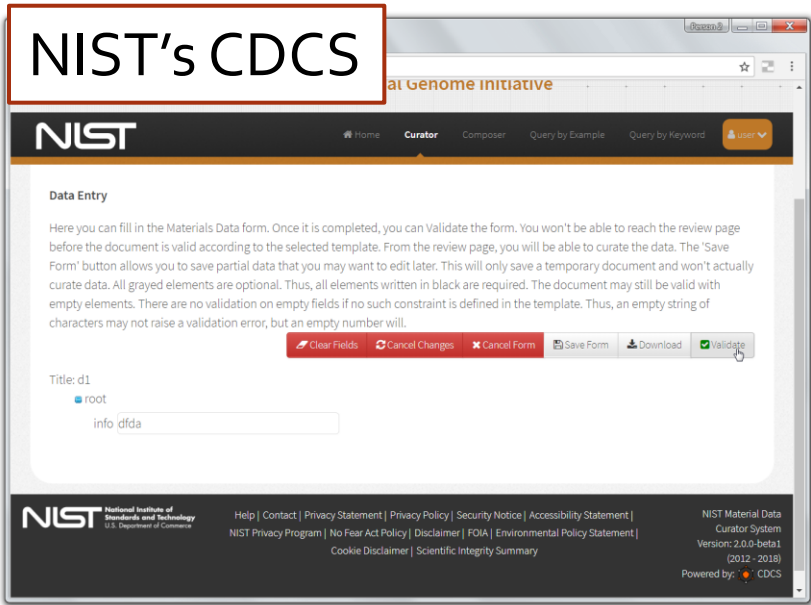 NIST's CDCS
Person 2
al Genome Initiative
NIST
Home Curator Composer Query by Example Query by Keyword user
Data Entry
Here you can fill in the Materials Data form. Once it is completed, you can Validate the form. You won't be able to reach the review page
before the document is valid according to the selected template. From the review page, you will be able to curate the data. The 'Save
Form' button allows you to save partial data that you may want to edit later. This will only save a temporary document and won't actually
curate data. All grayed elements are optional. Thus, all elements written in black are required. The document may still be valid with
empty elements. There are no validation on empty fields if no such constraint is defined in the template. Thus, an empty string of
characters may not raise a validation error, but an empty number will.
Clear Fields Cancel Changes Cancel Form Save Form Download Validate
Title: d1
root
info dfda
NIST National Institute of
Standards and Technology
U.S. Department of Commerce
Help | Contact | Privacy Statement | Privacy Policy | Security Notice | Accessibility Statement |
NIST Privacy Program | No Fear Act Policy | Disclaimer | FOIA | Environmental Policy Statement |
Cookie Disclaimer | Scientific Integrity Summary
NIST Material Data
Curator System
Version: 2.0.0-beta1
(2012 - 2018)
Powered by: CDCS